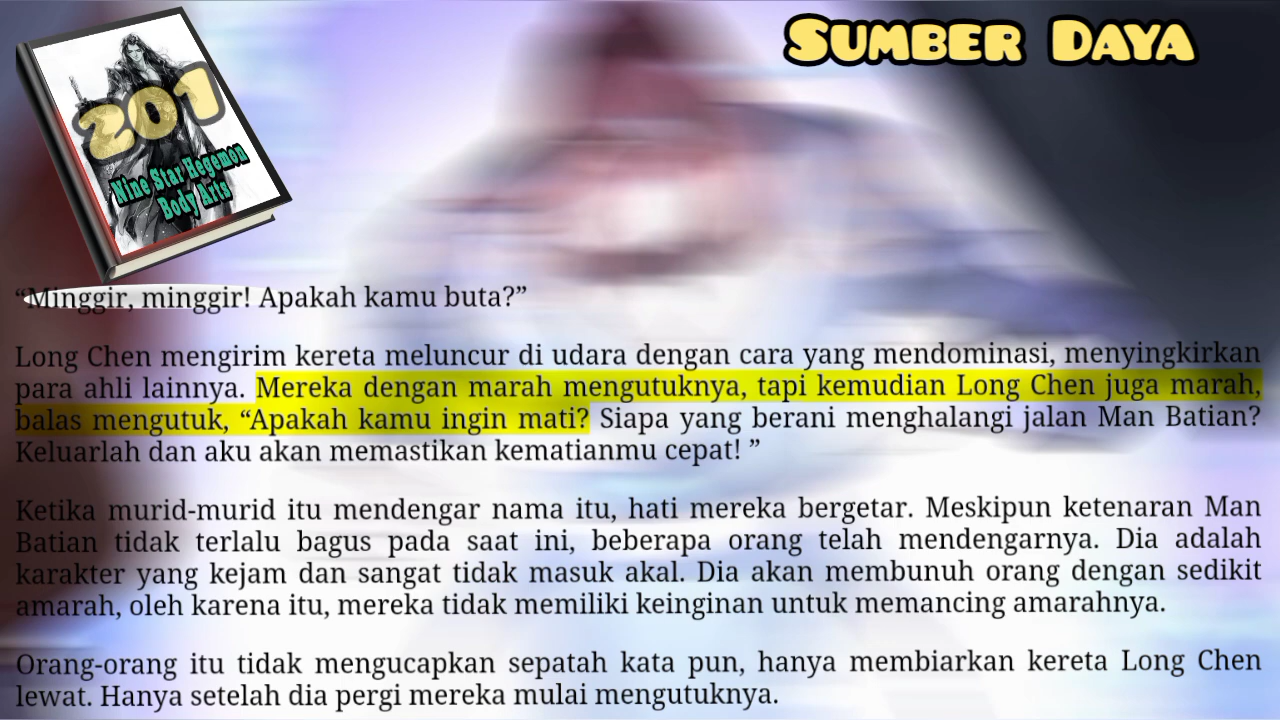 SUMBER DAYA
201
Nine Star Hegemon
Body Arts
“Minggir, minggir! Apakah kamu buta?”
Long Chen mengirim kereta meluncur di udara dengan cara yang mendominasi, menyingkirkan
para ahli lainnya. Mereka dengan marah mengutuknya, tapi kemudian Long Chen juga marah,
balas mengutuk, “Apakah kamu ingin mati? Siapa yang berani menghalangi jalan Man Batian?
Keluarlah dan aku akan memastikan kematianmu cepat! ”
Ketika murid-murid itu mendengar nama itu, hati mereka bergetar. Meskipun ketenaran Man
Batian tidak terlalu bagus pada saat ini, beberapa orang telah mendengarnya. Dia adalah
karakter yang kejam dan sangat tidak masuk akal. Dia akan membunuh orang dengan sedikit
amarah, oleh karena itu, mereka tidak memiliki keinginan untuk memancing amarahnya.
Orang-orang itu tidak mengucapkan sepatah kata pun, hanya membiarkan kereta Long Chen
lewat. Hanya setelah dia pergi mereka mulai mengutuknya.